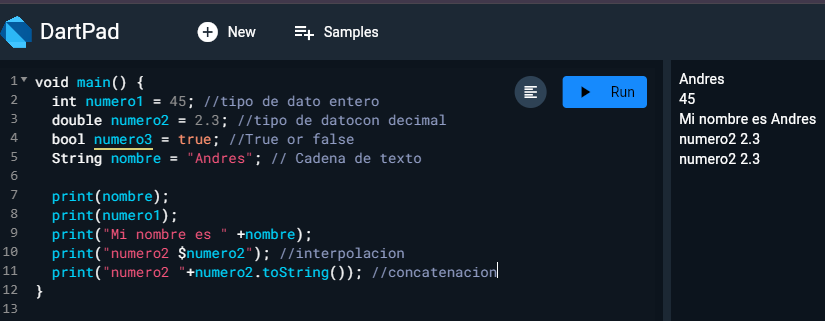 DartPad
New
Samples
Run
1 void main() {
2 int numero1 = 45; //tipo de dato entero
3 double numero2 = 2.3; //tipo de datocon decimal
4 bool numero3 = true; //True or false
5 String nombre = "Andres"; // Cadena de texto
6
7 print(nombre);
8 print(numero1);
9 print("Mi nombre es " +nombre);
10 print("numero2 $numero2"); //interpolacion
11 print("numero2 "+numero2.toString()); //concatenacion
12 }
13
Andres
45
Mi nombre es Andres
numero2 2.3
numero2 2.3